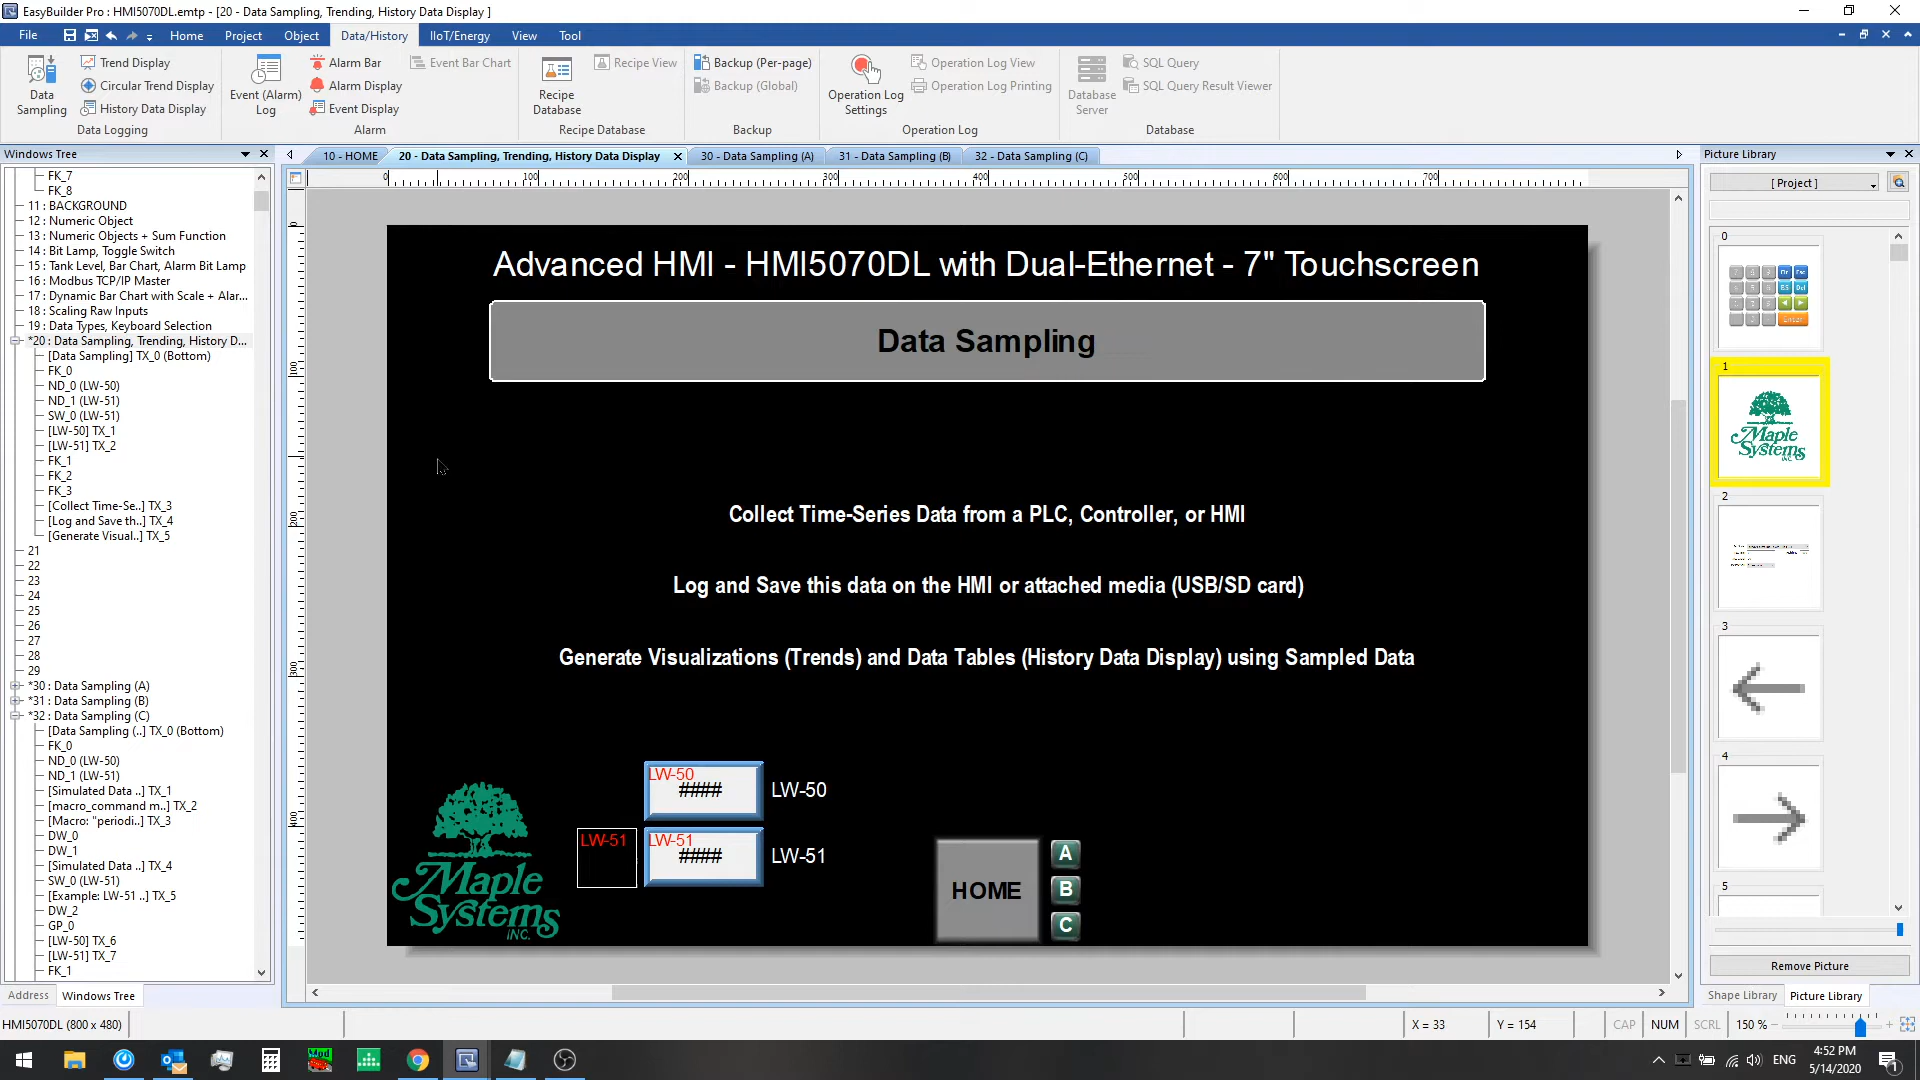 EasyBuilder Pro : HMI5070DL.emtp - [20 - Data Sampling, Trending, History Data Display ]
File Home Project Object Data/History IIoT/Energy View Tool
Data Sampling
Trend Display
Circular Trend Display
History Data Display
Data Logging
Event (Alarm) Log
Alarm Bar
Alarm Display
Event Display
Event Bar Chart
Alarm
Recipe Database
Recipe View
Recipe Database
Backup (Per-page)
Backup (Global)
Backup
Operation Log Settings
Operation Log View
Operation Log Printing
Operation Log
Database Server
SQL Query
SQL Query Result Viewer
Database
Windows Tree
10 - HOME
20 - Data Sampling, Trending, History Data Display
30 - Data Sampling (A)
31 - Data Sampling (B)
32 - Data Sampling (C)
Picture Library
FK_7
FK_8
11 : BACKGROUND
12 : Numeric Object
13 : Numeric Objects + Sum Function
14 : Bit Lamp, Toggle Switch
15 : Tank Level, Bar Chart, Alarm Bit Lamp
16 : Modbus TCP/IP Master
17 : Dynamic Bar Chart with Scale + Alar...
18 : Scaling Raw Inputs
19 : Data Types, Keyboard Selection
*20 : Data Sampling, Trending, History D...
[Data Sampling] TX_0 (Bottom)
FK_0
ND_0 (LW-50)
ND_1 (LW-51)
SW_0 (LW-51)
[LW-50] TX_1
[LW-51] TX_2
FK_1
FK_2
FK_3
[Collect Time-Se..] TX_3
[Log and Save th..] TX_4
[Generate Visual..] TX_5
21
22
23
24
25
26
27
28
29
*30 : Data Sampling (A)
*31 : Data Sampling (B)
*32 : Data Sampling (C)
[Data Sampling (..] TX_0 (Bottom)
FK_0
ND_0 (LW-50)
ND_1 (LW-51)
[Simulated Data ..] TX_1
[macro_command m..] TX_2
[Macro: "periodi..] TX_3
DW_0
DW_1
[Simulated Data ..] TX_4
SW_0 (LW-51)
[Example: LW-51 ..] TX_5
DW_2
GP_0
[LW-50] TX_6
[LW-51] TX_7
FK_1
Address Windows Tree
0 100 200 300 400 500 600 700
0
100
200
300
400
Advanced HMI - HMI5070DL with Dual-Ethernet - 7" Touchscreen
Data Sampling
Collect Time-Series Data from a PLC, Controller, or HMI
Log and Save this data on the HMI or attached media (USB/SD card)
Generate Visualizations (Trends) and Data Tables (History Data Display) using Sampled Data
LW-50
####
LW-50
LW-51
LW-51
####
LW-51
Maple
Systems
INC.
HOME
A
B
C
[ Project ]
0
1
Maple
Systems
INC.
2
3
4
5
Remove Picture
Shape Library Picture Library
HMI5070DL (800 x 480)
X = 33
Y = 154
CAP NUM SCRL 150 %
ENG
4:52 PM
5/14/2020
1